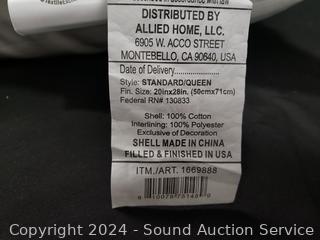 DISTRIBUTED BY
ALLIED HOME, LLC.
6905 W. ACCO STREET
MONTEBELLO, CA 90640, USA
Date of Delivery....................
Style: STANDARD/QUEEN
Fin. Size: 20inx28in. (50cmx71cm)
Federal RN# 130833
Shell: 100% Cotton
Interlining: 100% Polyester
Exclusive of Decoration
SHELL MADE IN CHINA
FILLED & FINISHED IN USA
ITM./ART. 1669888
Copyright 2024 - Sound Auction Service